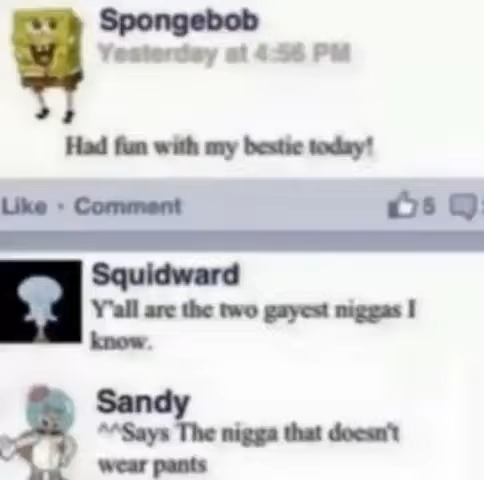 Spongebob
Yesterday at 4:56 PM
Had fun with my bestie today!
Like · Comment 5
Squidward
Y'all are the two gayest niggas I
know.
Sandy
^^Says The nigga that doesn't
wear pants